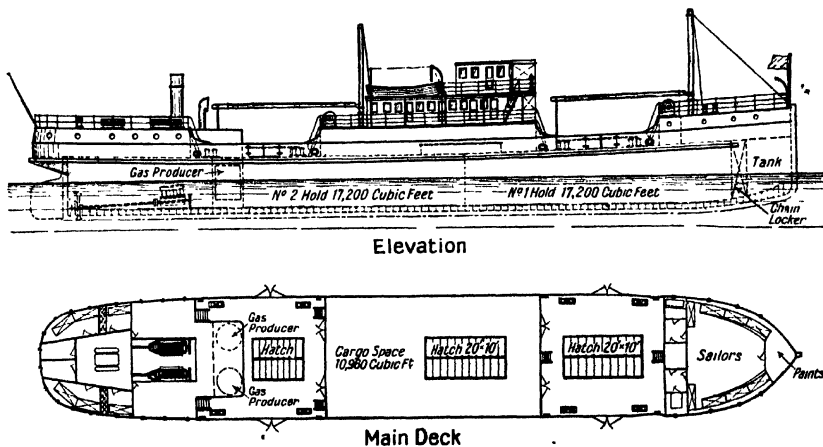 Gas Producer
Nº 2 Hold 17,200 Cubic Feet
Nº 1 Hold 17,200 Cubic Feet
Tank
Chain
Locker
Elevation
Gas
Producer
Hatch
Gas
Producer
Cargo Space
10,980 Cubic Ft
Hatch 20'×10'
Hatch 20'×10'
Sailors
Paints
Main Deck